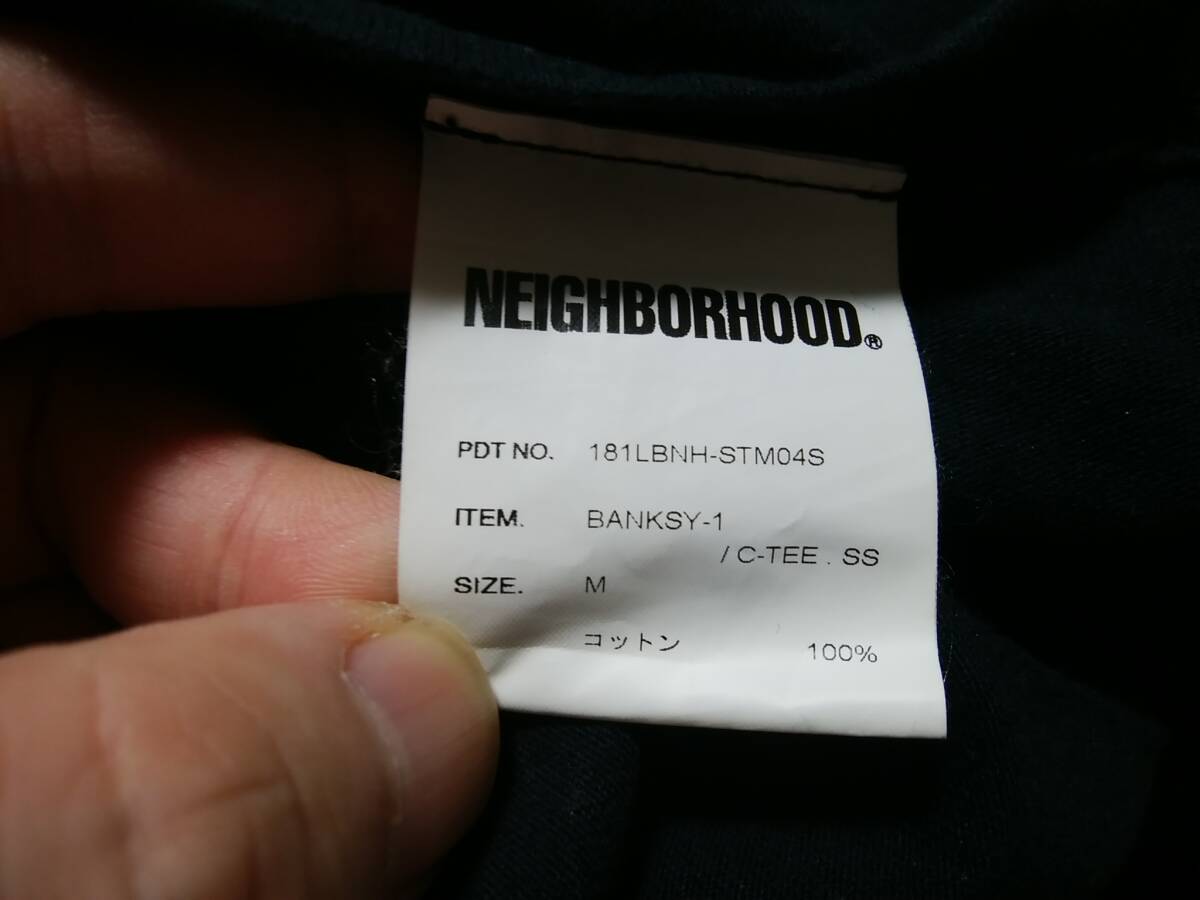 NEIGHBORHOOD®
PDT NO. 181LBNH-STM04S
ITEM. BANKSY-1
/ C-TEE . SS
SIZE. M
コットン 100%